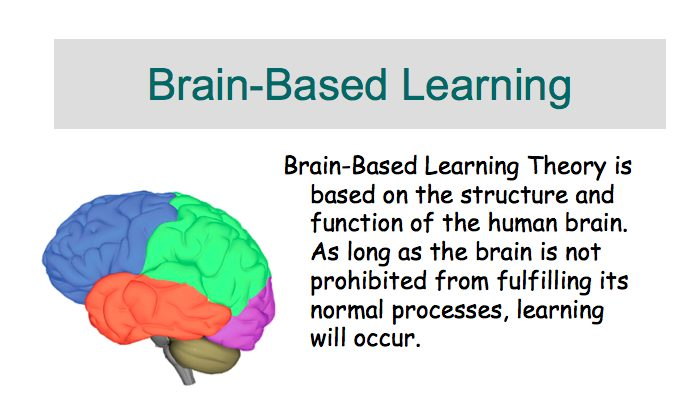 Brain-Based Learning
Brain-Based Learning Theory is
based on the structure and
function of the human brain.
As long as the brain is not
prohibited from fulfilling its
normal processes, learning
will occur.